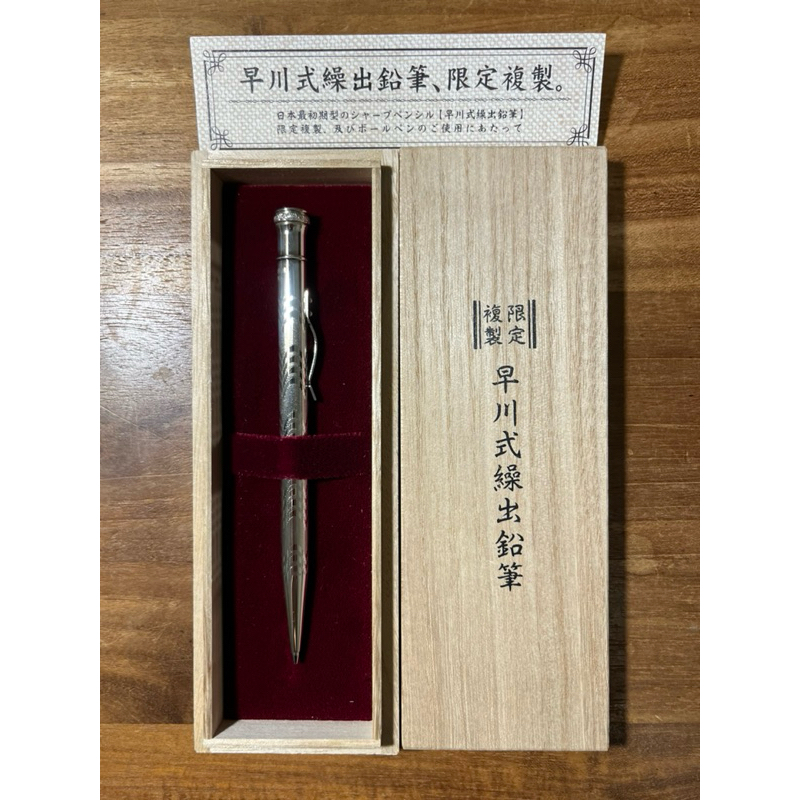 早川式繰出鉛筆、限定複製。
日本最初期型のシャープペンシル【早川式繰出鉛筆】
限定複製、及びボールペンのご使用にあたって
限定
複製
早川式繰出鉛筆